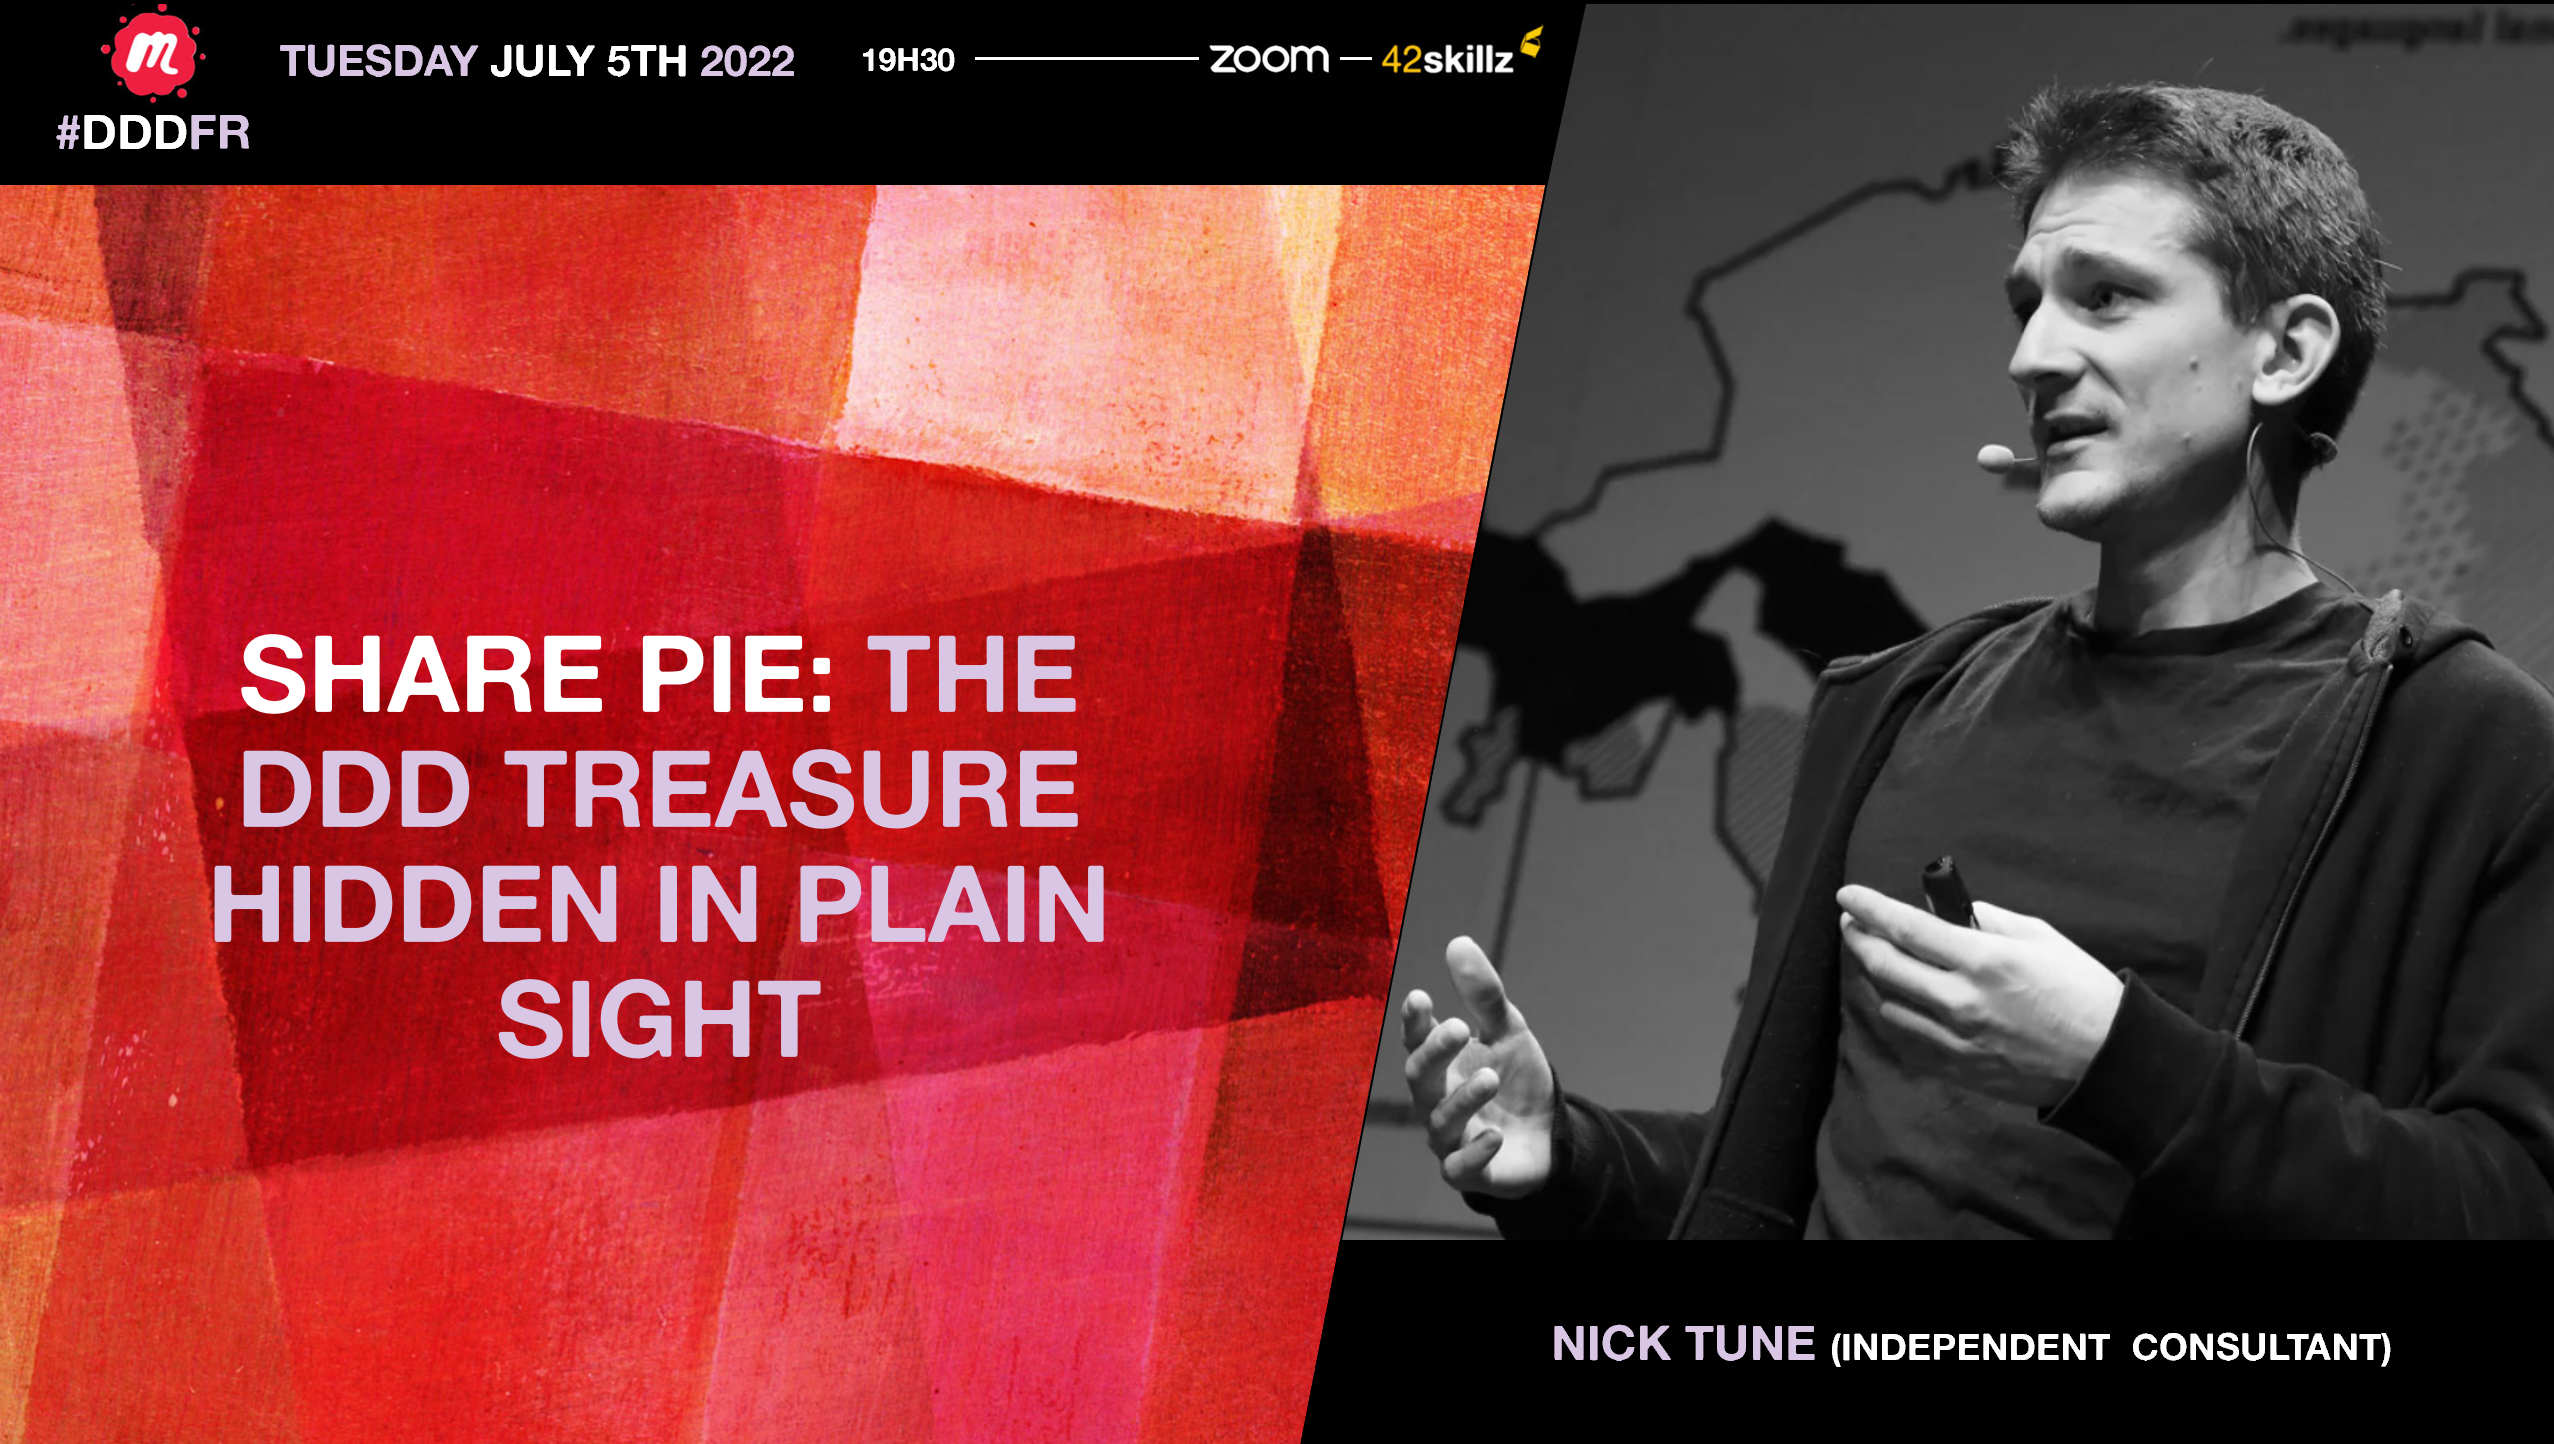 TUESDAY JULY 5TH 2022 19H30 zoom 42skillz
#DDDFR
SHARE PIE: THE
DDD TREASURE
HIDDEN IN PLAIN
SIGHT
NICK TUNE (INDEPENDENT CONSULTANT)